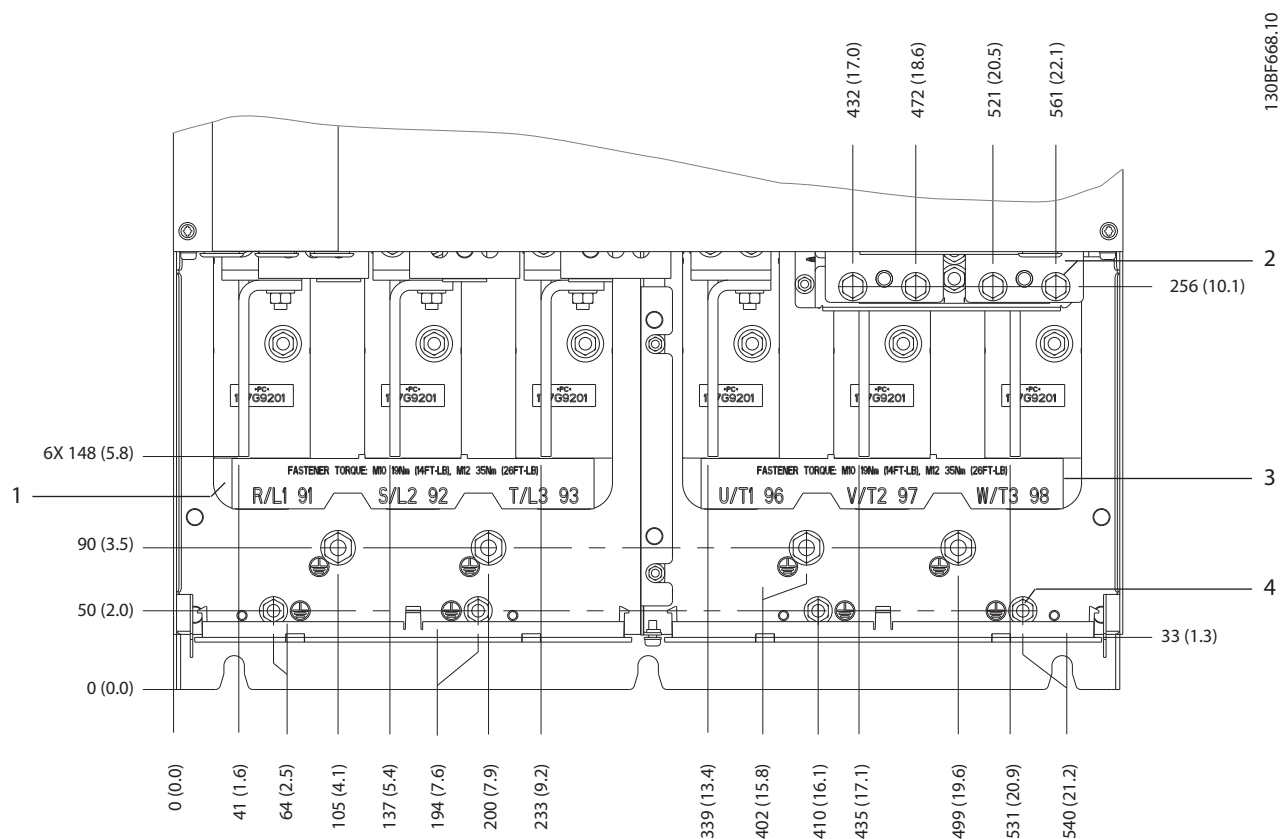 130BF668.10
432 (17.0)
472 (18.6)
521 (20.5)
561 (22.1)
2
256 (10.1)
•PC•
•PC•
•PC•
•PC•
•PC•
•PC•
6X 148 (5.8)
FASTENER TORQUE: M10 19Nm (14FT-LB), M12 35Nm (26FT-LB)
FASTENER TORQUE: M10 19Nm (14FT-LB), M12 35Nm (26FT-LB)
1
R/L1 91
S/L2 92
T/L3 93
U/T1 96
V/T2 97
W/T3 98
3
90 (3.5)
50 (2.0)
4
33 (1.3)
0 (0.0)
0 (0.0)
41 (1.6)
64 (2.5)
105 (4.1)
137 (5.4)
194 (7.6)
200 (7.9)
233 (9.2)
339 (13.4)
402 (15.8)
410 (16.1)
435 (17.1)
499 (19.6)
531 (20.9)
540 (21.2)